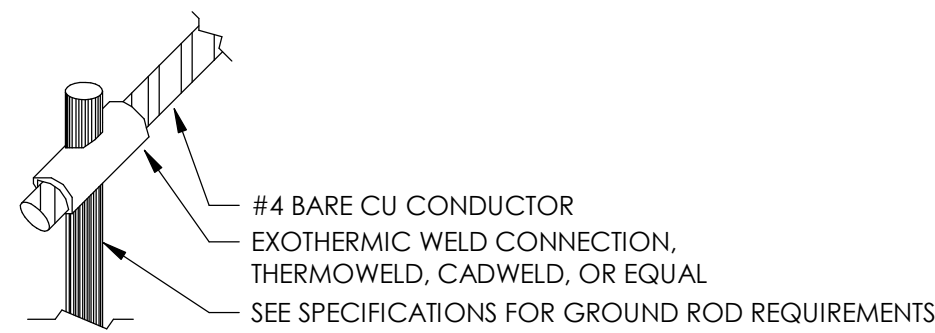 #4 BARE CU CONDUCTOR
EXOTHERMIC WELD CONNECTION,
THERMOWELD, CADWELD, OR EQUAL
SEE SPECIFICATIONS FOR GROUND ROD REQUIREMENTS